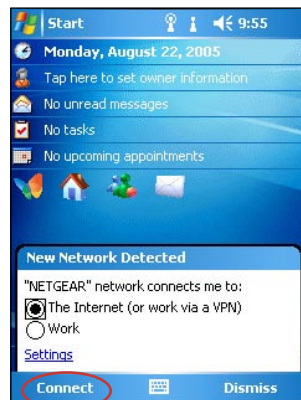 Start 9:55
Monday, August 22, 2005
Tap here to set owner information
No unread messages
No tasks
No upcoming appointments
New Network Detected
"NETGEAR" network connects me to:
The Internet (or work via a VPN)
Work
Settings
Connect Dismiss